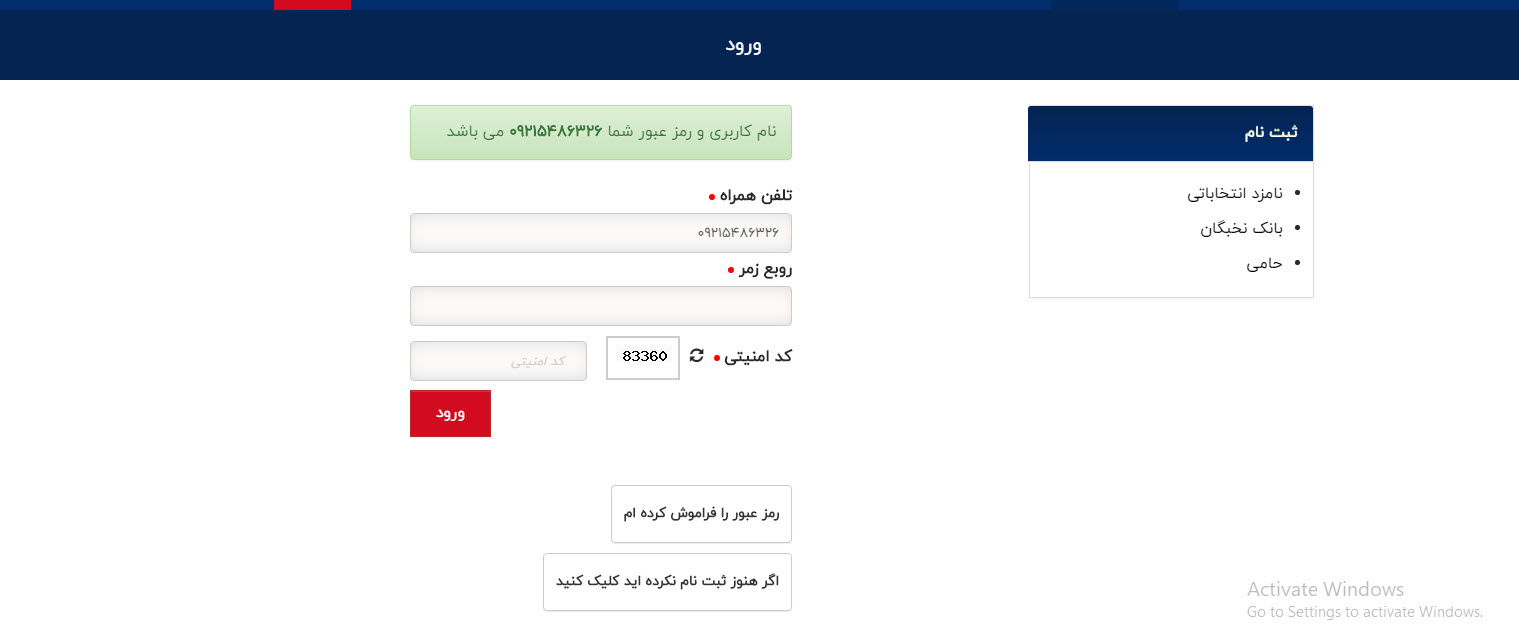 ورود
ثبت نام
نامزد انتخاباتی
بانک نخبگان
حامی
نام کاربری و رمز عبور شما ۰۹۲۱۵۴۸۶۳۲۶ می باشد
تلفن همراه
۰۹۲۱۵۴۸۶۳۲۶
روبع زمر
کد امنیتی
83360
کد امنیتی
ورود
رمز عبور را فراموش کرده ام
اگر هنوز ثبت نام نکرده اید کلیک کنید
Activate Windows
Go to Settings to activate Windows.